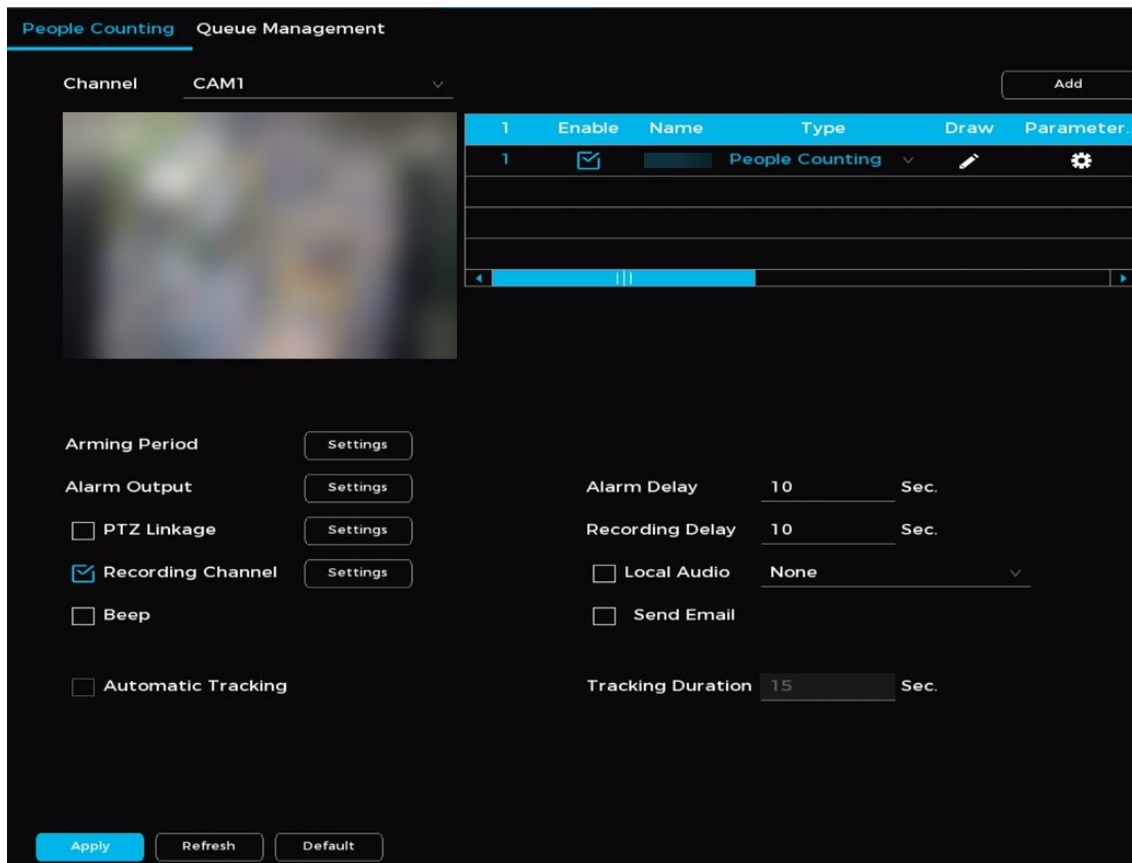 People Counting Queue Management
Channel CAM1 Add
1 Enable Name Type Draw Parameter..
1 People Counting
Arming Period Settings
Alarm Output Settings Alarm Delay 10 Sec.
PTZ Linkage Settings Recording Delay 10 Sec.
Recording Channel Settings Local Audio None
Beep Send Email
Automatic Tracking Tracking Duration 15 Sec.
Apply Refresh Default